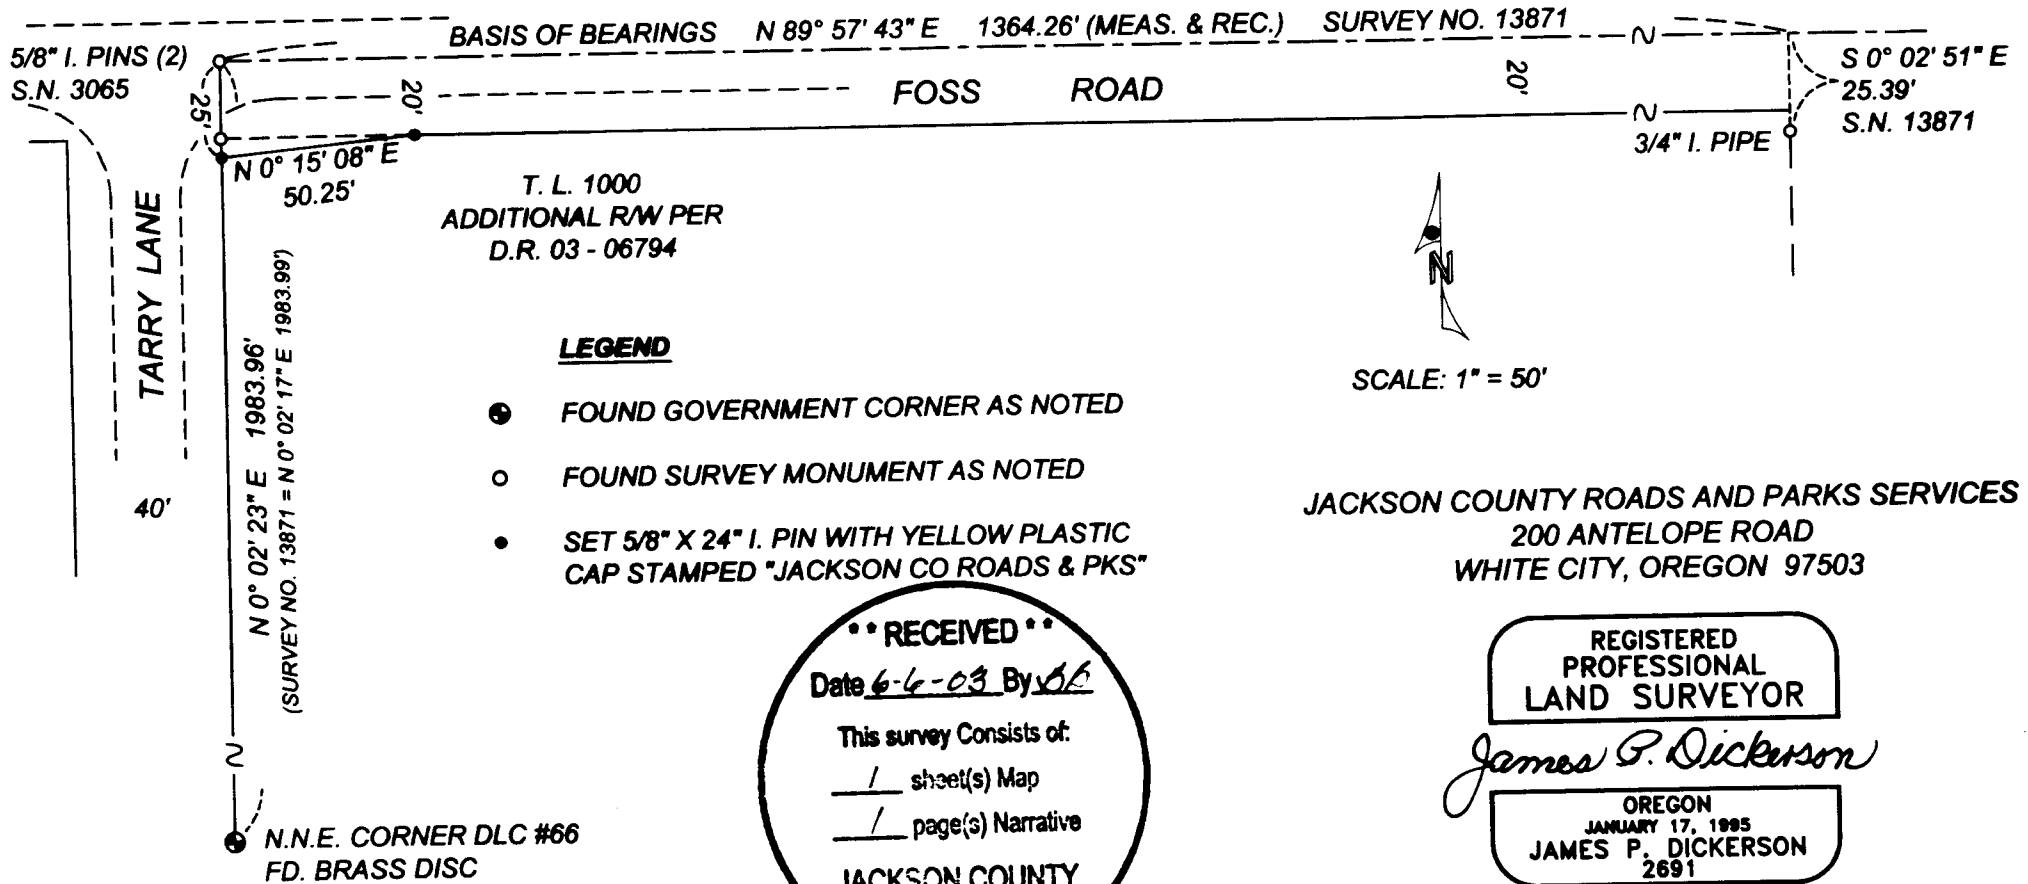 BASIS OF BEARINGS N 89° 57' 43" E 1364.26' (MEAS. & REC.) SURVEY NO. 13871
5/8" I. PINS (2)
S.N. 3065
25'
20'
FOSS ROAD
20'
S 0° 02' 51" E
25.39'
S.N. 13871
3/4" I. PIPE
N 0° 15' 08" E
50.25'
T. L. 1000
ADDITIONAL R/W PER
D.R. 03 - 06794
TARRY LANE
40'
N 0° 02' 23" E 1983.96'
(SURVEY NO. 13871 = N 0° 02' 17" E 1983.99')
N
SCALE: 1" = 50'
LEGEND
FOUND GOVERNMENT CORNER AS NOTED
FOUND SURVEY MONUMENT AS NOTED
SET 5/8" X 24" I. PIN WITH YELLOW PLASTIC
CAP STAMPED "JACKSON CO ROADS & PKS"
JACKSON COUNTY ROADS AND PARKS SERVICES
200 ANTELOPE ROAD
WHITE CITY, OREGON 97503
** RECEIVED **
Date 6-6-03 By
This survey Consists of:
1 sheet(s) Map
1 page(s) Narrative
JACKSON COUNTY
REGISTERED
PROFESSIONAL
LAND SURVEYOR
James P. Dickerson
OREGON
JANUARY 17, 1995
JAMES P. DICKERSON
2691
N.N.E. CORNER DLC #66
FD. BRASS DISC